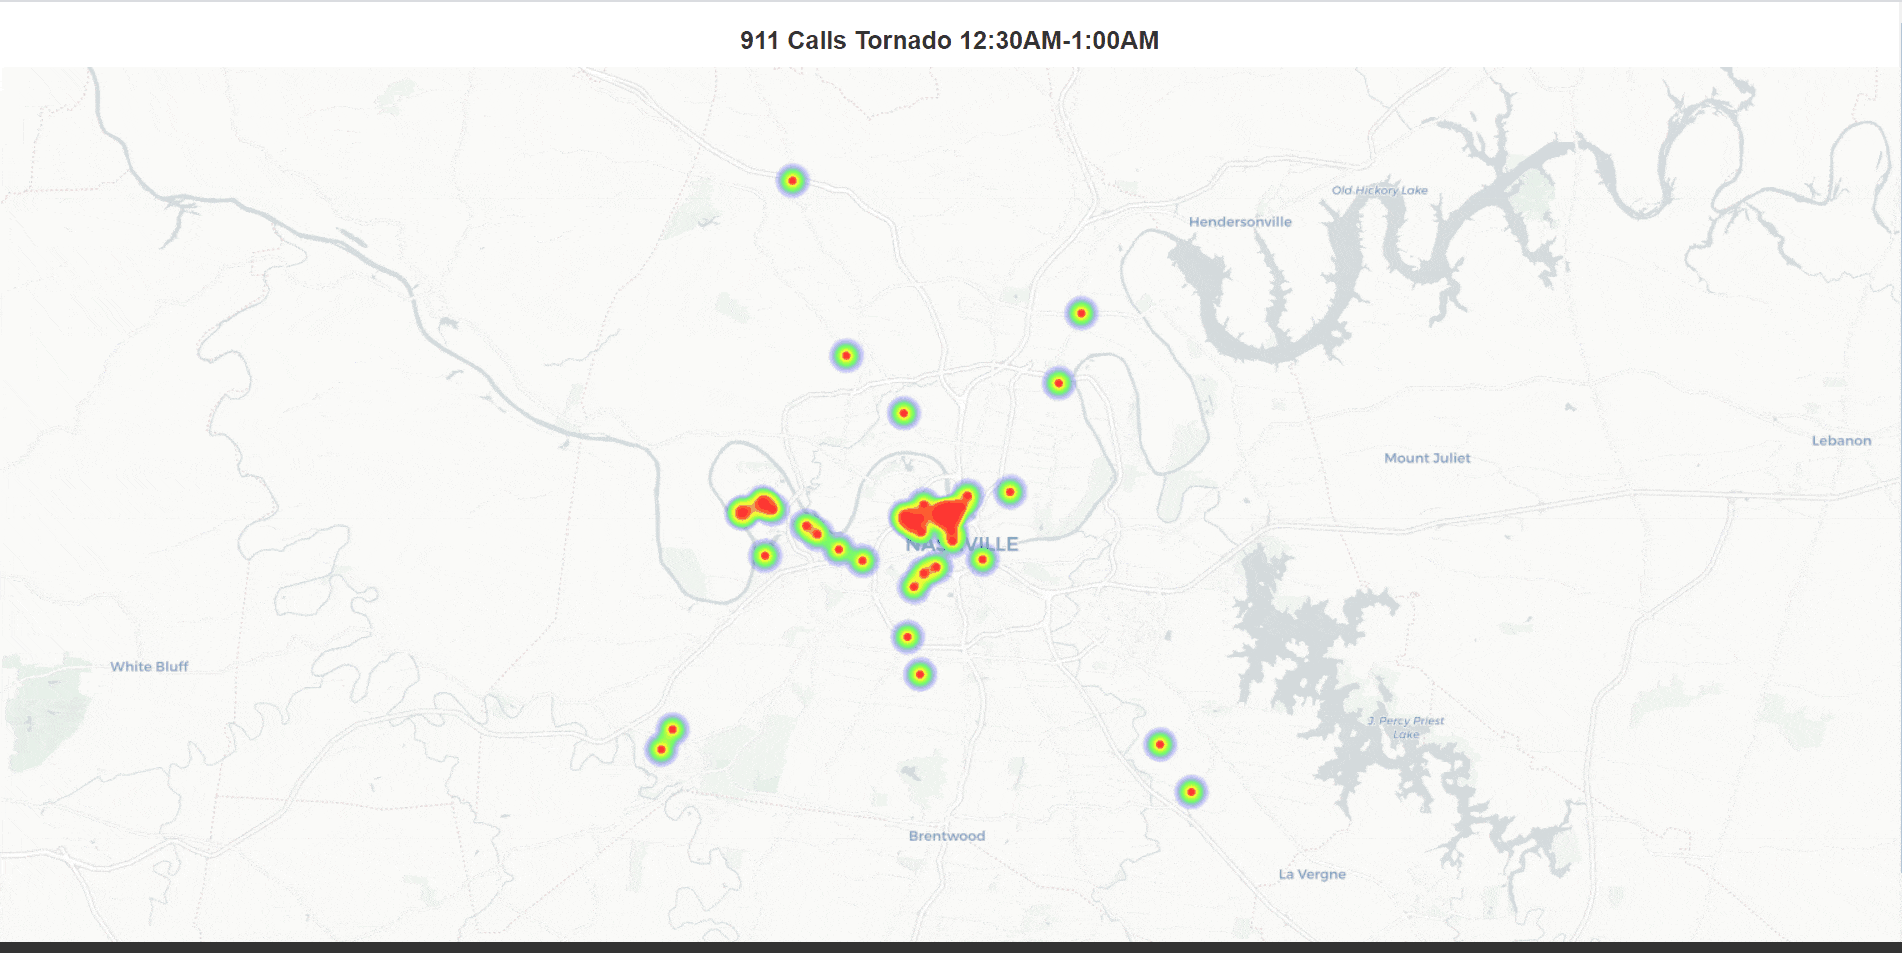 911 Calls Tornado 12:30AM-1:00AM
Old Hickory Lake
Hendersonville
Lebanon
Mount Juliet
NASHVILLE
White Bluff
J. Percy Priest
Lake
Brentwood
La Vergne